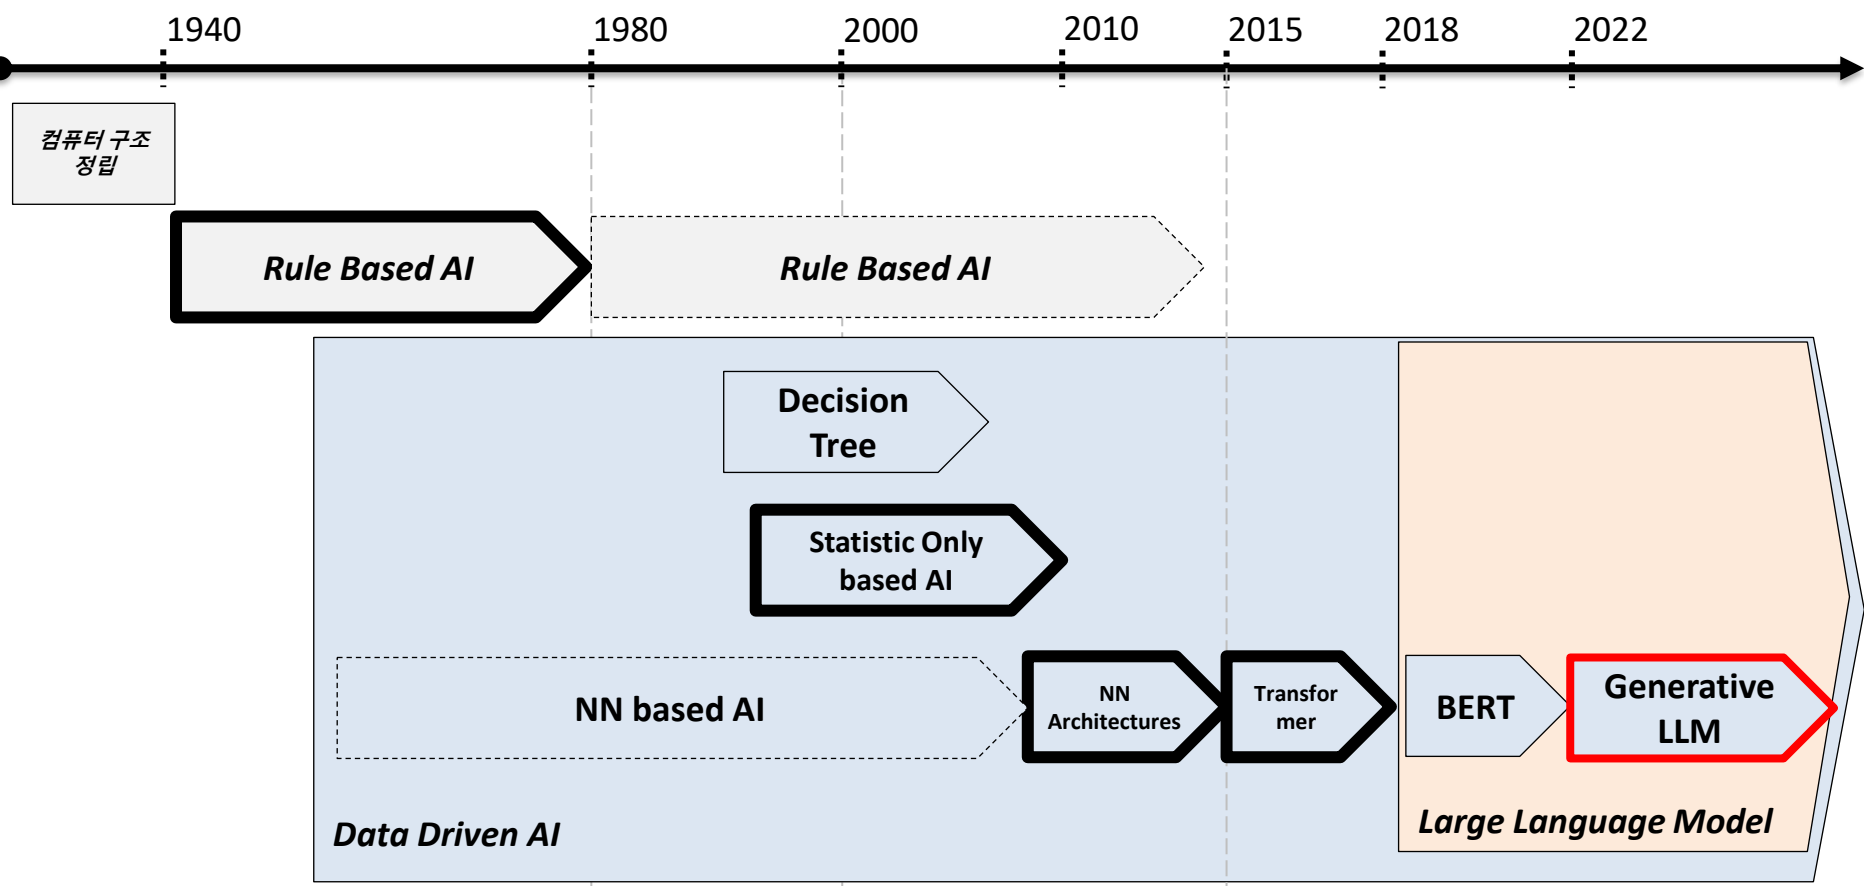 1940
1980
2000
2010
2015
2018
2022
컴퓨터 구조
정립
Rule Based AI
Rule Based AI
Decision
Tree
Statistic Only
based AI
NN based AI
NN
Architectures
Transfor
mer
BERT
Generative
LLM
Data Driven AI
Large Language Model